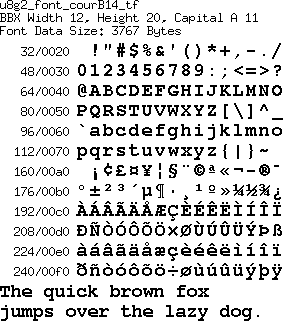 u8g2_font_courB14_tf
BBX Width 12, Height 20, Capital A 11
Font Data Size: 3767 Bytes
32/0020 !"#$%&'()*+,-./
48/0030 0123456789:;<=>?
64/0040 @ABCDEFGHIJKLMNO
80/0050 PQRSTUVWXYZ[\]^_
96/0060 `abcdefghijklmno
112/0070 pqrstuvwxyz{|}~
160/00a0 ¡¢£¤¥¦§¨©ª«¬-®¯
176/00b0 °±²³´µ¶·¸¹º»¼½¾¿
192/00c0 ÀÁÂÃÄÅÆÇÈÉÊËÌÍÎÏ
208/00d0 ÐÑÒÓÔÕÖ×ØÙÚÛÜÝÞß
224/00e0 àáâãäåæçèéêëìíîï
240/00f0 ðñòóôõö÷øùúûüýþÿ
The quick brown fox
jumps over the lazy dog.